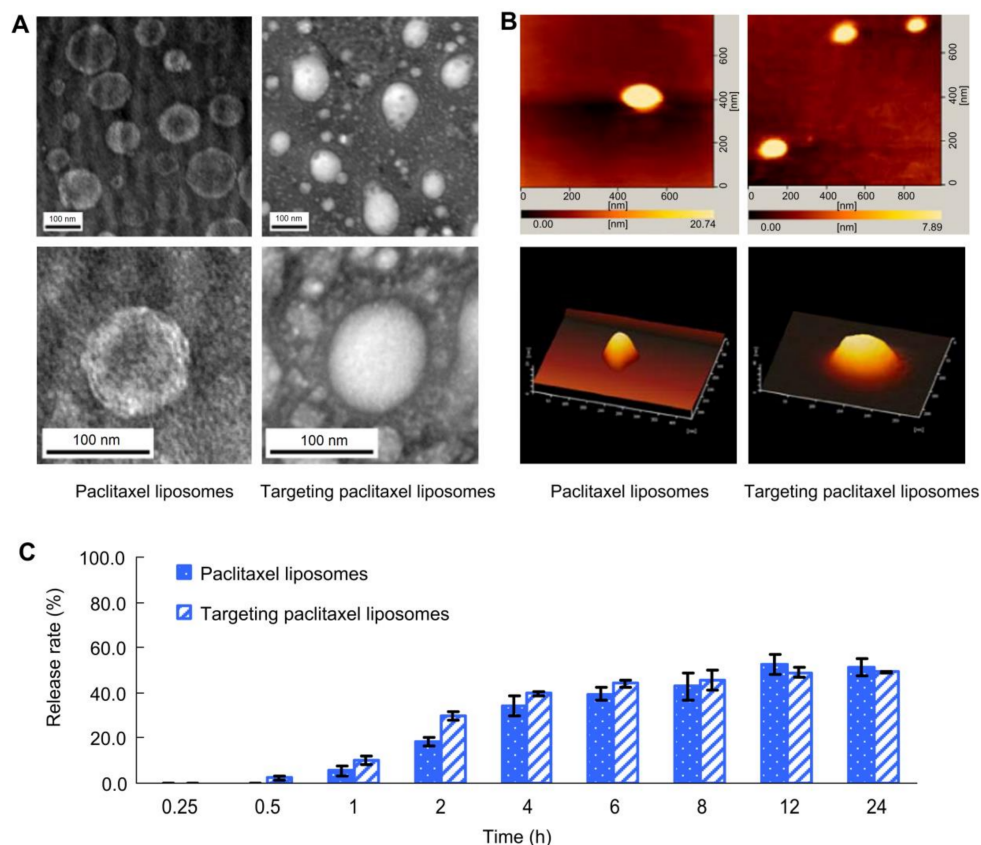 A
100 nm
100 nm
100 nm
100 nm
Paclitaxel liposomes
Targeting paclitaxel liposomes
B
0
200
400
600
0 200 400 600
[nm]
0.00 [nm] 20.74
0
200
400
600
0 200 400 600 800
[nm]
0.00 [nm] 7.89
Paclitaxel liposomes
Targeting paclitaxel liposomes
C
Release rate (%)
100.0
80.0
60.0
40.0
20.0
0.0
Paclitaxel liposomes
Targeting paclitaxel liposomes
0.25 0.5 1 2 4 6 8 12 24
Time (h)